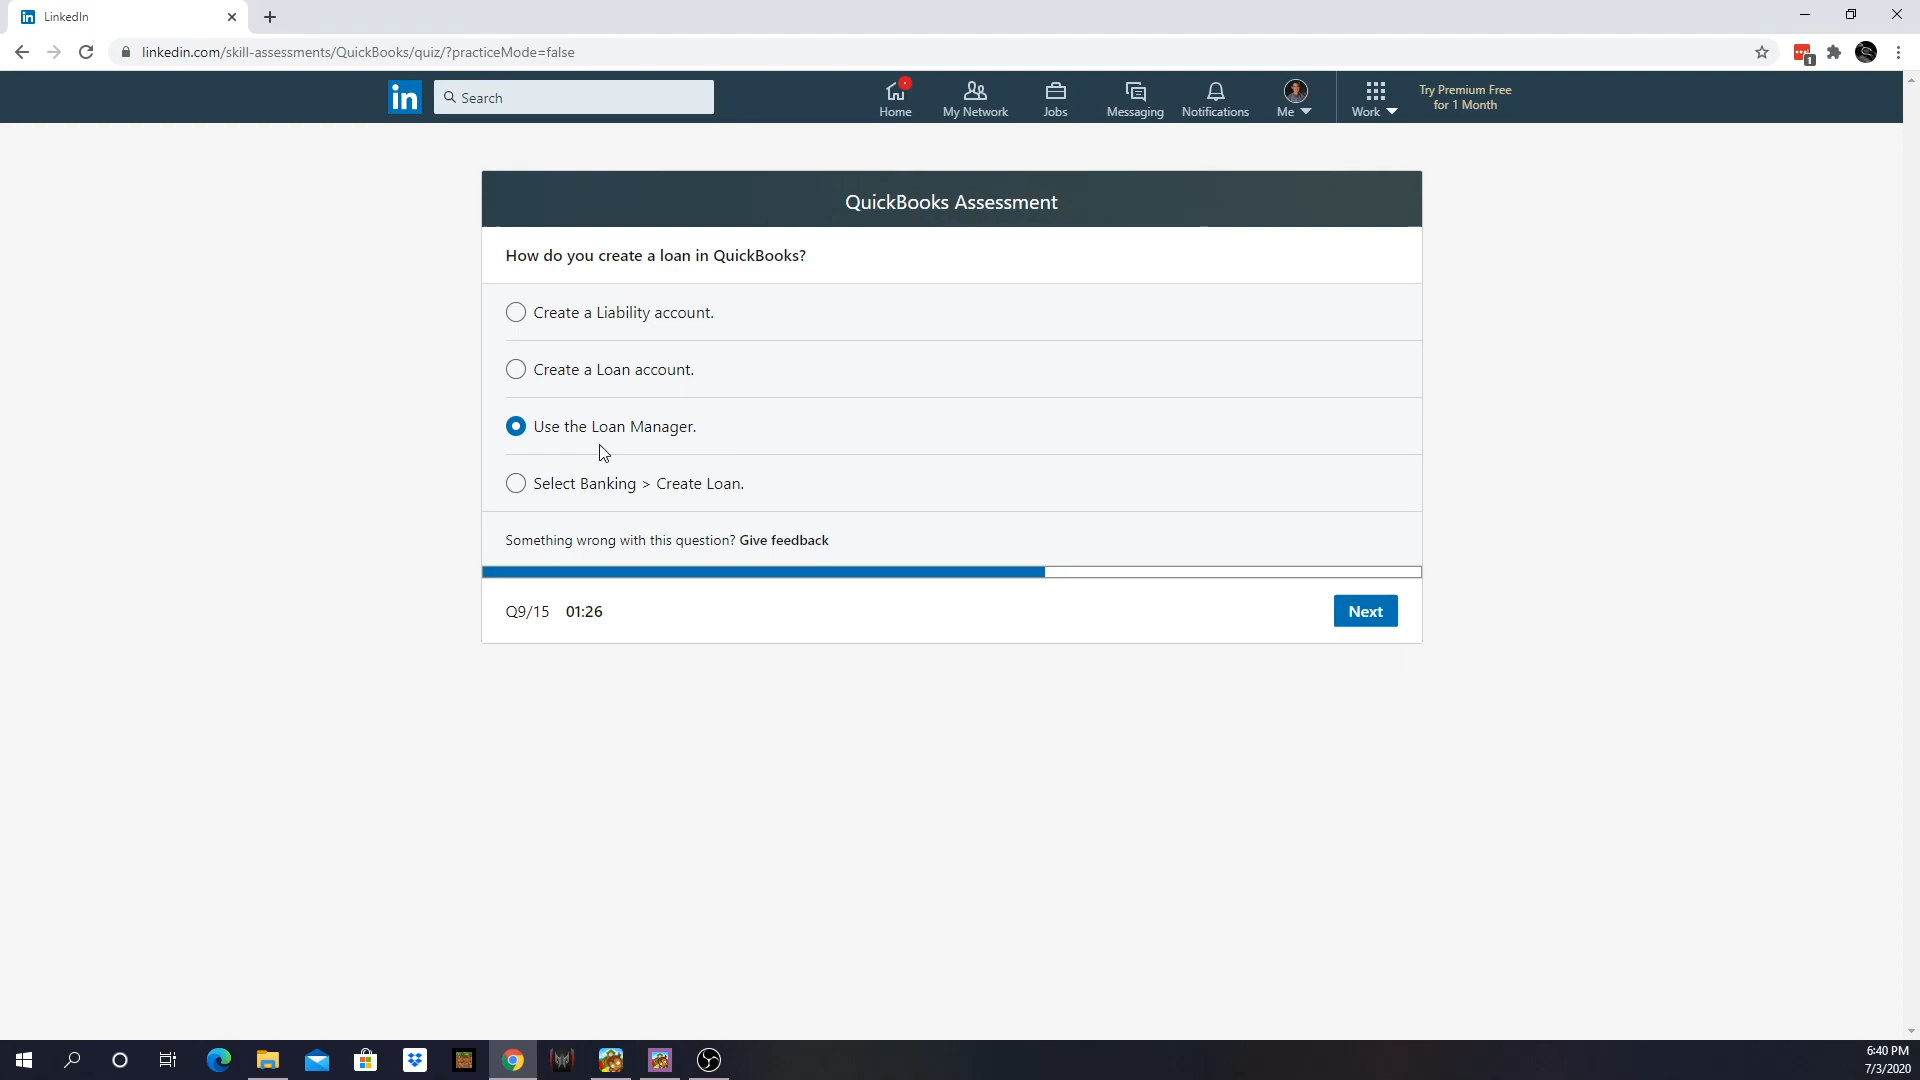 LinkedIn
linkedin.com/skill-assessments/QuickBooks/quiz/?practiceMode=false
1
in
Search
Home
My Network
Jobs
Messaging
Notifications
Me
Work
Try Premium Free
for 1 Month
QuickBooks Assessment
How do you create a loan in QuickBooks?
Create a Liability account.
Create a Loan account.
Use the Loan Manager.
Select Banking > Create Loan.
Something wrong with this question? Give feedback
Q9/15 01:26
Next
6:40 PM
7/3/2020